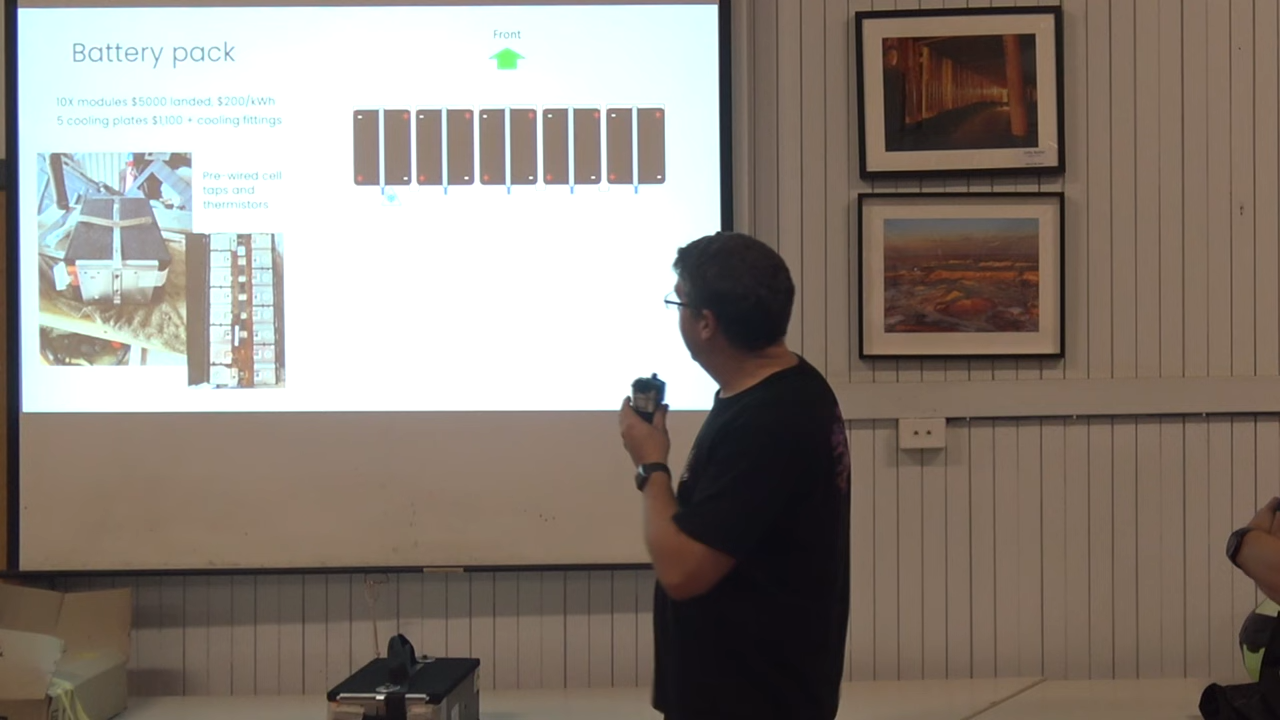 Battery pack
Front
10X modules $5000 landed, $200/kWh
5 cooling plates $1,100 + cooling fittings
Pre-wired cell
taps and
thermistors